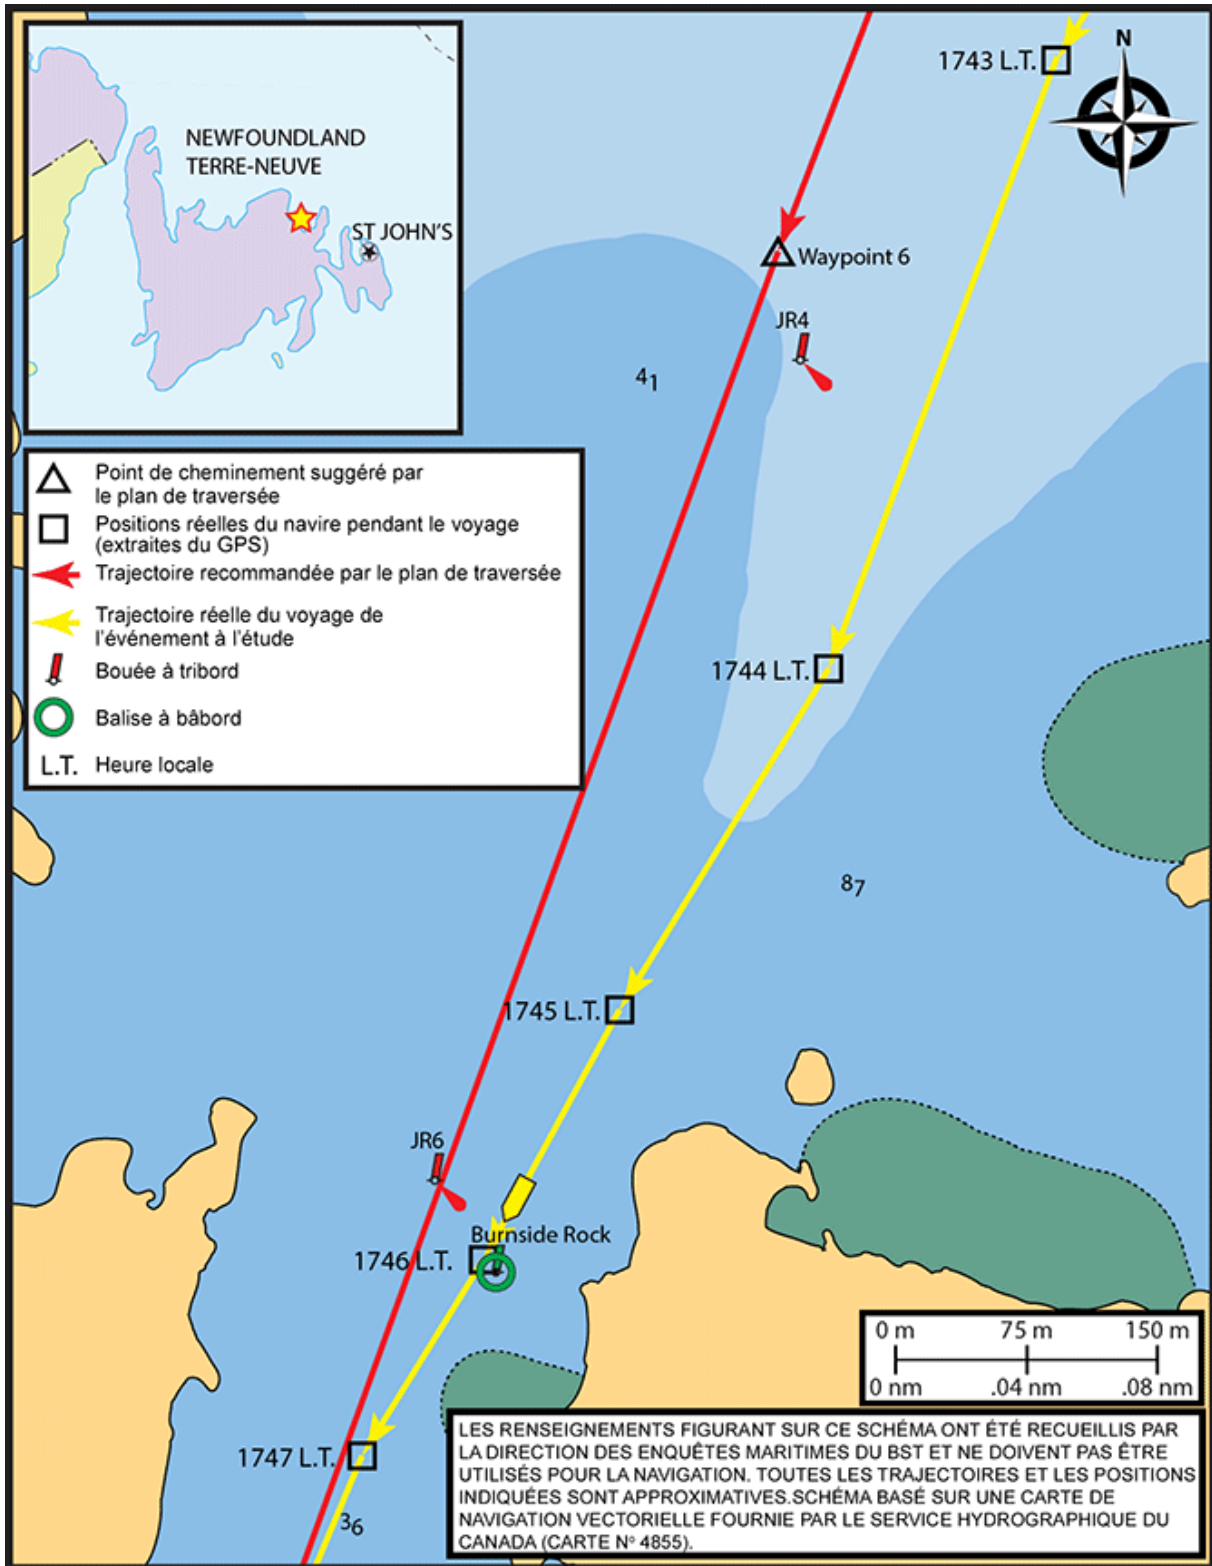 1743 L.T.
N
NEWFOUNDLAND
TERRE-NEUVE
ST JOHN'S
Waypoint 6
JR4
41
Point de cheminement suggéré par
le plan de traversée
Positions réelles du navire pendant le voyage
(extraites du GPS)
Trajectoire recommandée par le plan de traversée
Trajectoire réelle du voyage de
l'événement à l'étude
Bouée à tribord
Balise à bâbord
L.T. Heure locale
1744 L.T.
87
1745 L.T.
JR6
Burnside Rock
1746 L.T.
0 m 75 m 150 m
0 nm .04 nm .08 nm
1747 L.T.
36
LES RENSEIGNEMENTS FIGURANT SUR CE SCHÉMA ONT ÉTÉ RECUEILLIS PAR
LA DIRECTION DES ENQUÊTES MARITIMES DU BST ET NE DOIVENT PAS ÊTRE
UTILISÉS POUR LA NAVIGATION. TOUTES LES TRAJECTOIRES ET LES POSITIONS
INDIQUÉES SONT APPROXIMATIVES.SCHÉMA BASÉ SUR UNE CARTE DE
NAVIGATION VECTORIELLE FOURNIE PAR LE SERVICE HYDROGRAPHIQUE DU
CANADA (CARTE Nº 4855).